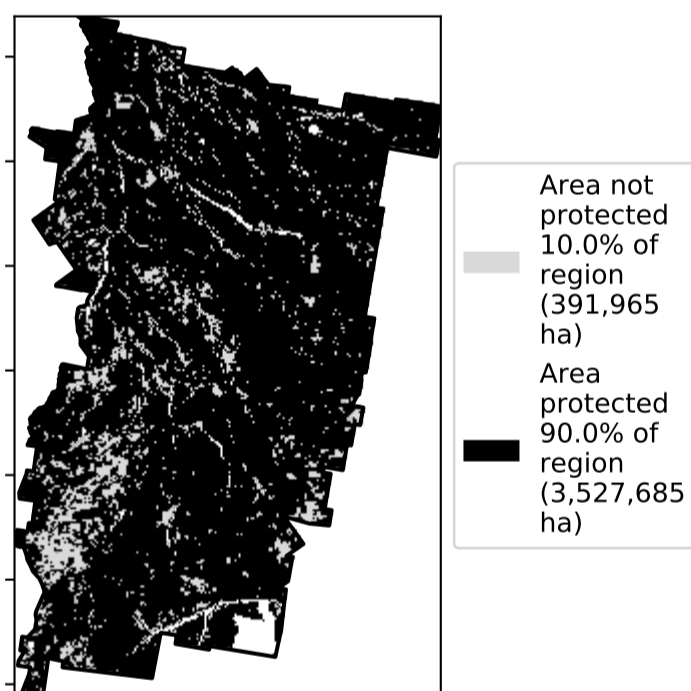 Area not
protected
10.0% of
region
(391,965
ha)
Area
protected
90.0% of
region
(3,527,685
ha)